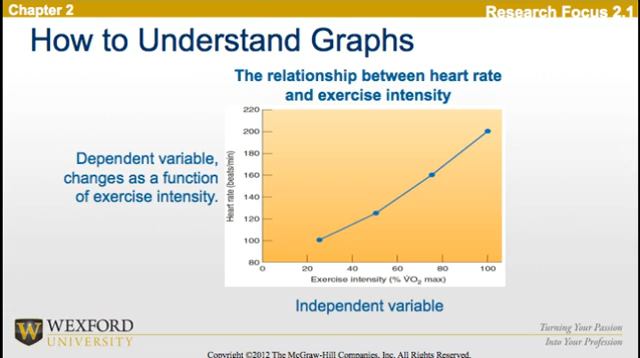 Chapter 2
Research Focus 2.1
How to Understand Graphs
The relationship between heart rate
and exercise intensity
Dependent variable,
changes as a function
of exercise intensity.
Heart rate (beats/min)
220
200
180
160
140
120
100
80
0 20 40 60 80 100
Exercise intensity (% V̇O₂ max)
Independent variable
W WEXFORD
UNIVERSITY
Turning Your Passion
Into Your Profession
Copyright ©2012 The McGraw-Hill Companies, Inc. All Rights Reserved.